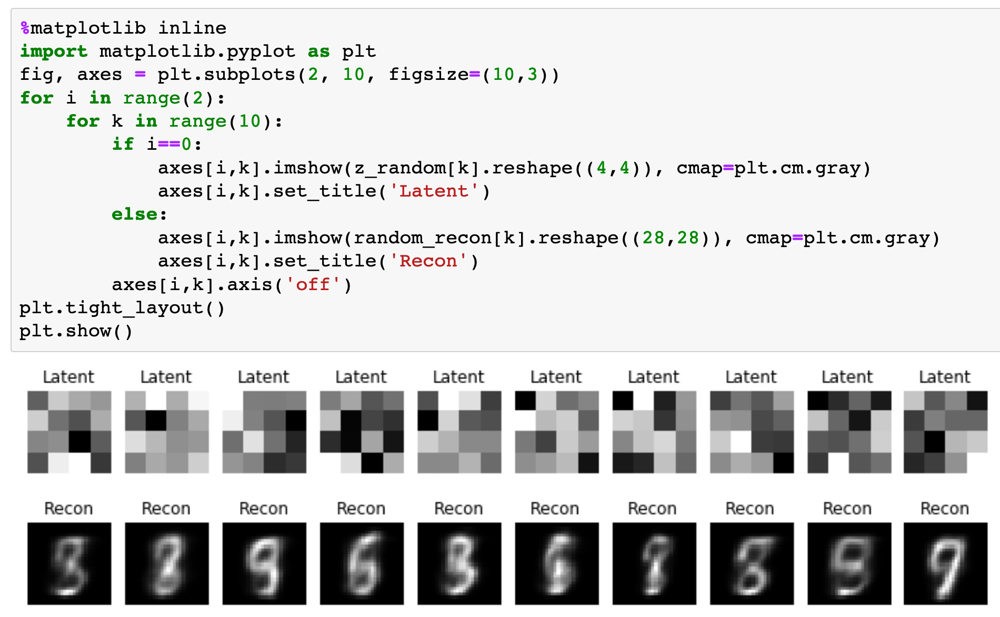 %matplotlib inline
import matplotlib.pyplot as plt
fig, axes = plt.subplots(2, 10, figsize=(10,3))
for i in range(2):
    for k in range(10):
        if i==0:
            axes[i,k].imshow(z_random[k].reshape((4,4)), cmap=plt.cm.gray)
            axes[i,k].set_title('Latent')
        else:
            axes[i,k].imshow(random_recon[k].reshape((28,28)), cmap=plt.cm.gray)
            axes[i,k].set_title('Recon')
        axes[i,k].axis('off')
plt.tight_layout()
plt.show()
Latent Latent Latent Latent Latent Latent Latent Latent Latent Latent
Recon Recon Recon Recon Recon Recon Recon Recon Recon Recon